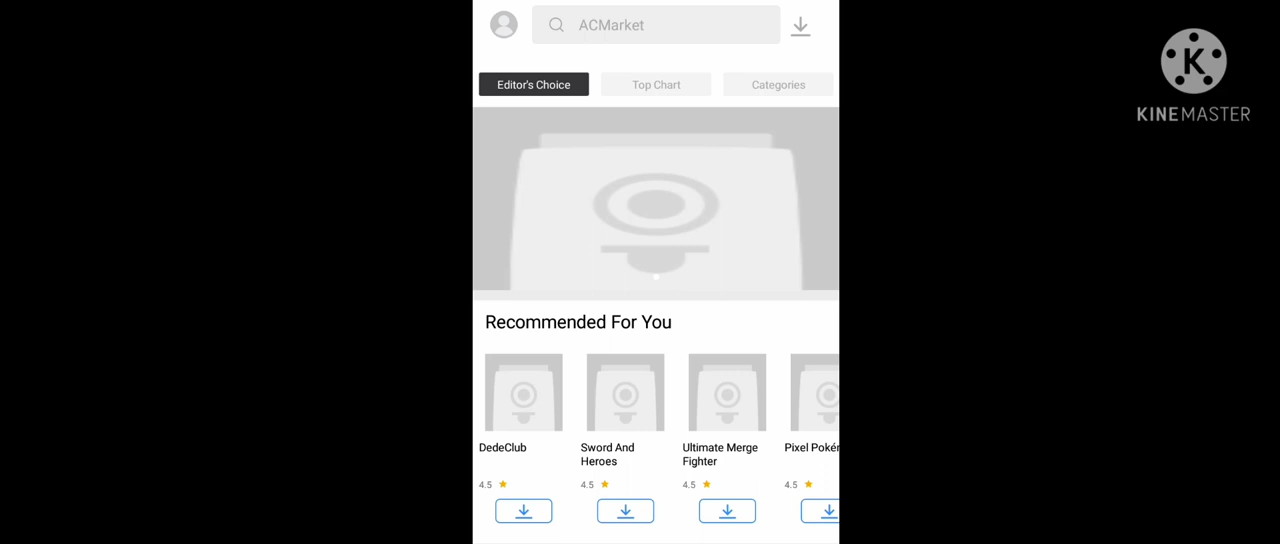 ACMarket
K
KINEMASTER
Editor's Choice
Top Chart
Categories
Recommended For You
DedeClub
Sword And
Heroes
Ultimate Merge
Fighter
Pixel Pokér
4.5
4.5
4.5
4.5